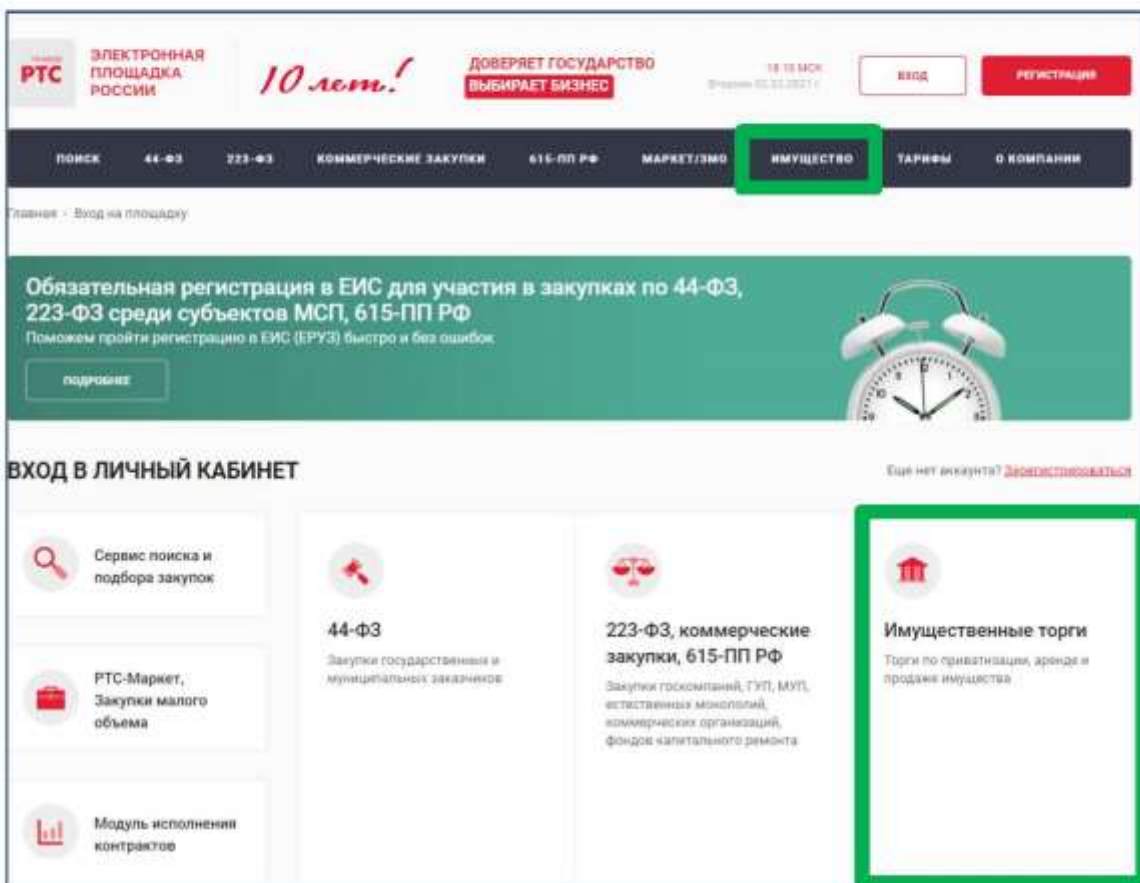 РТС
ЭЛЕКТРОННАЯ
ПЛОЩАДКА
РОССИИ
10 лет!
ДОВЕРЯЕТ ГОСУДАРСТВО
ВЫБИРАЕТ БИЗНЕС
МСК
ВХОД
РЕГИСТРАЦИЯ
ПОИСК 44-ФЗ 223-ФЗ КОММЕРЧЕСКИЕ ЗАКУПКИ 615-ПП РФ МАРКЕТ/ЗМО ИМУЩЕСТВО ТАРИФЫ О КОМПАНИИ
Главная - Вход на площадку
Обязательная регистрация в ЕИС для участия в закупках по 44-ФЗ,
223-ФЗ среди субъектов МСП, 615-ПП РФ
Поможем пройти регистрацию в ЕИС (ЕРУЗ) быстро и без ошибок
ПОДРОБНЕЕ
ВХОД В ЛИЧНЫЙ КАБИНЕТ
Еще нет аккаунта? Зарегистрироваться
Сервис поиска и
подбора закупок
РТС-Маркет,
Закупки малого
объема
Модуль исполнения
контрактов
44-ФЗ
Закупки государственных и
муниципальных заказчиков
223-ФЗ, коммерческие
закупки, 615-ПП РФ
Закупки госкомпаний, ГУП, МУП,
естественных монополий,
коммерческих организаций,
фондов капитального ремонта
Имущественные торги
Торги по приватизации, аренде и
продаже имущества